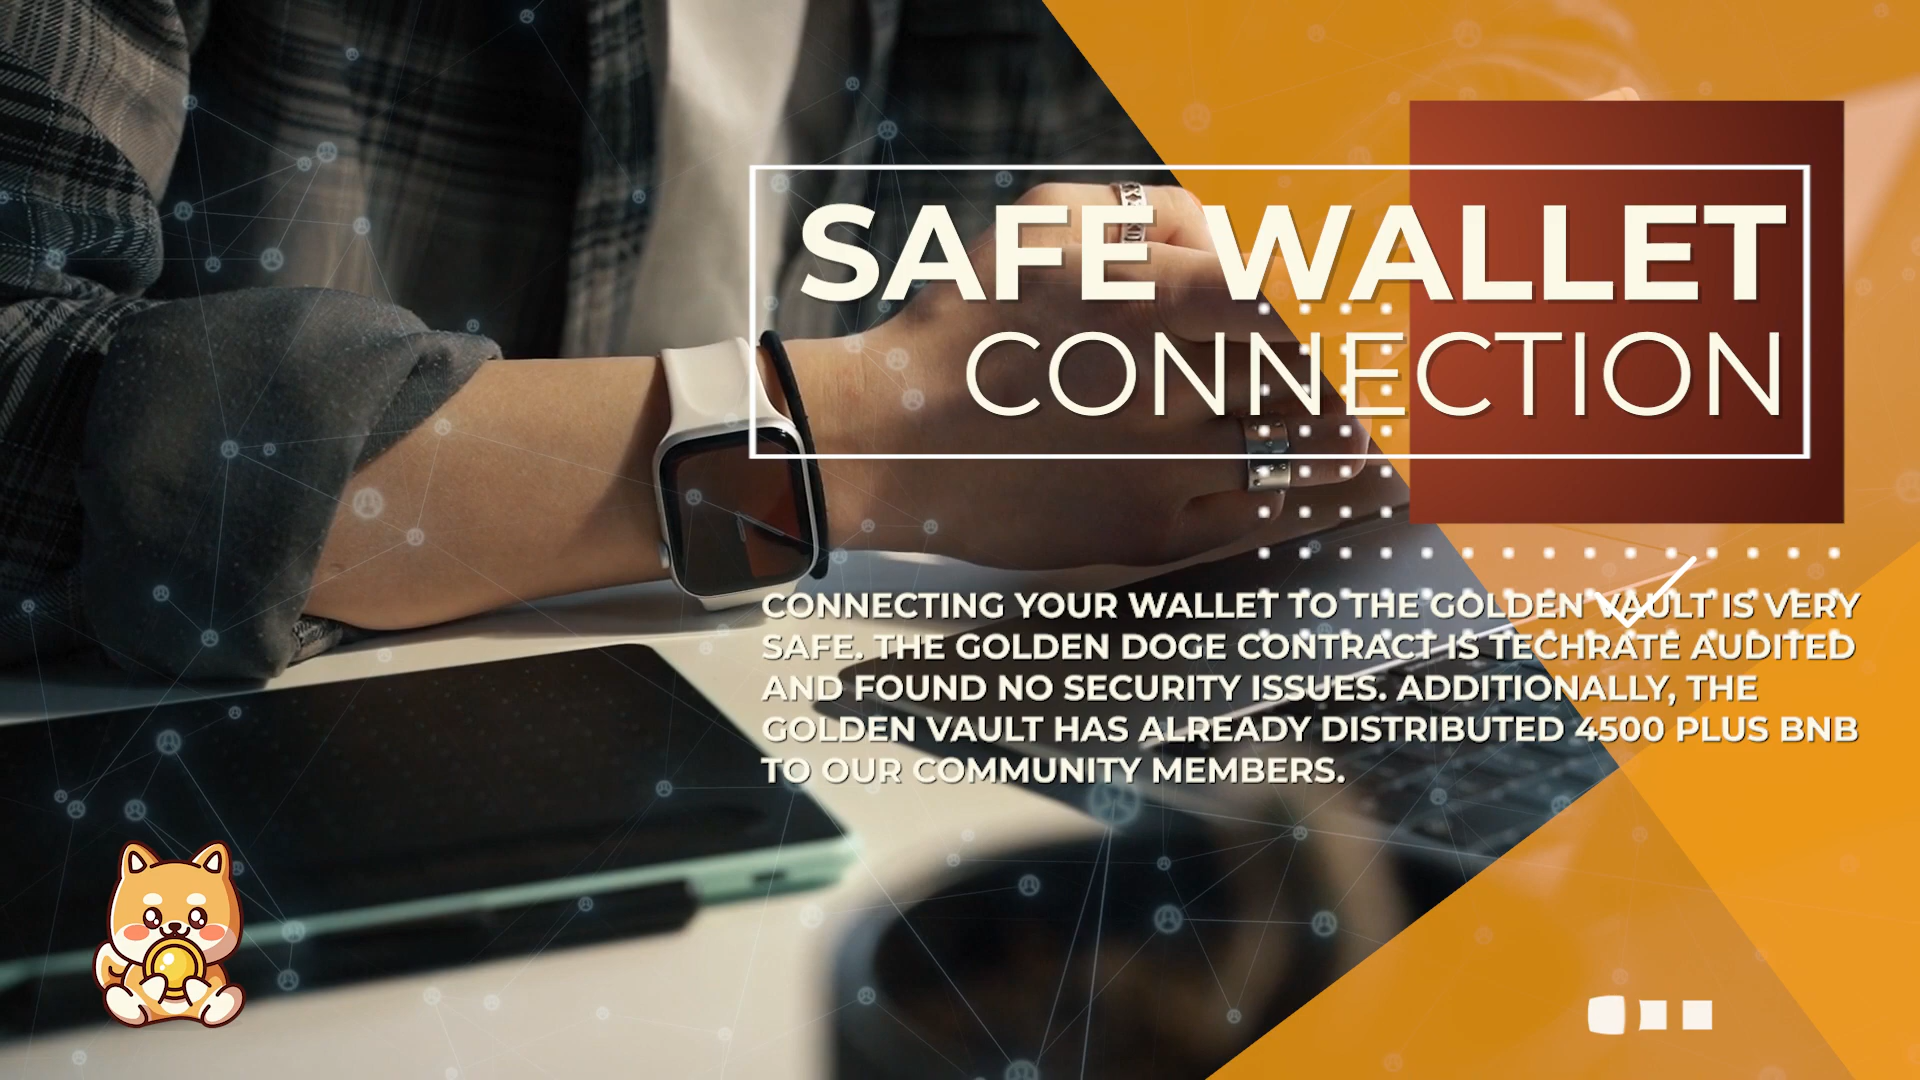 SAFE WALLET
CONNECTION
CONNECTING YOUR WALLET TO THE GOLDEN VAULT IS VERY
SAFE. THE GOLDEN DOGE CONTRACT IS TECHRATE AUDITED
AND FOUND NO SECURITY ISSUES. ADDITIONALLY, THE
GOLDEN VAULT HAS ALREADY DISTRIBUTED 4500 PLUS BNB
TO OUR COMMUNITY MEMBERS.